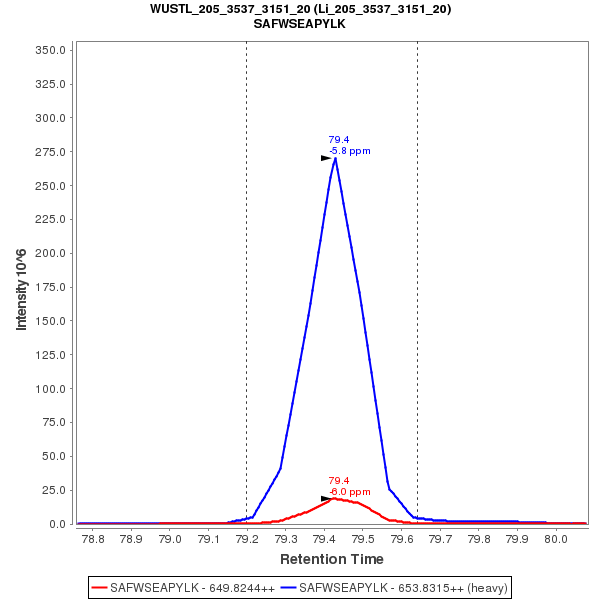 WUSTL_205_3537_3151_20 (Li_205_3537_3151_20)
SAFWSEAPYLK
350.0
325.0
300.0
275.0
250.0
225.0
200.0
175.0
150.0
125.0
100.0
75.0
50.0
25.0
0.0
Intensity 10^6
79.4
-5.8 ppm
79.4
-6.0 ppm
78.8 78.9 79.0 79.1 79.2 79.3 79.4 79.5 79.6 79.7 79.8 79.9 80.0
Retention Time
SAFWSEAPYLK - 649.8244++ SAFWSEAPYLK - 653.8315++ (heavy)